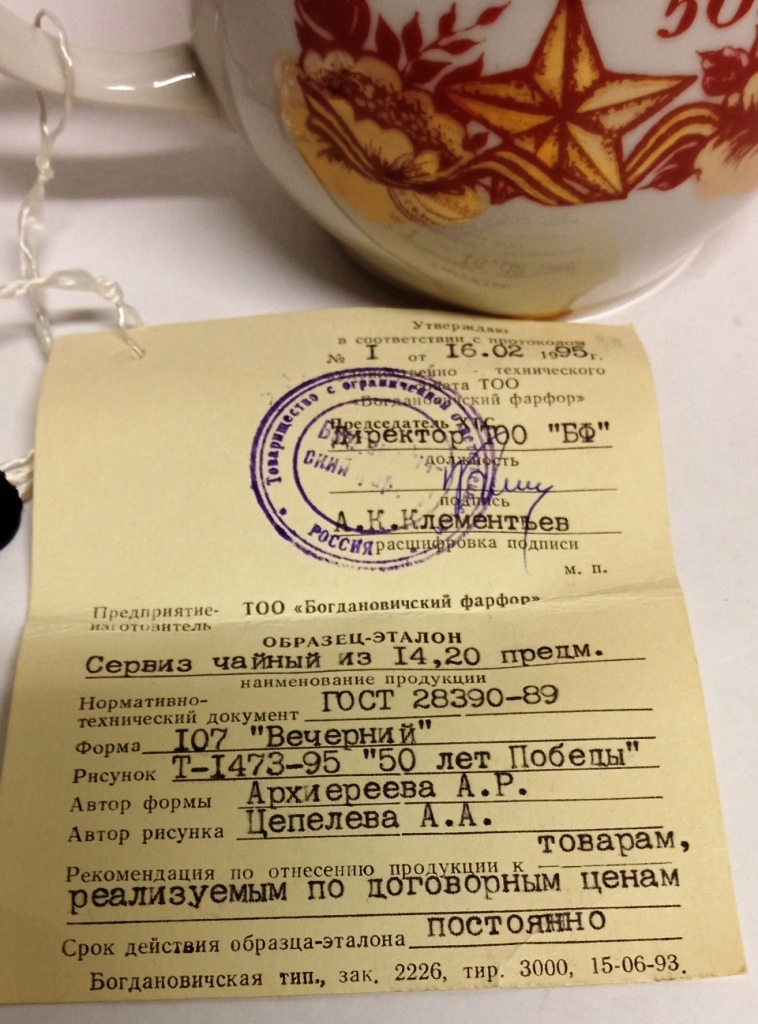 50
Утверждаю
в соответствии с протоколом
№ I от I6.02 1995г.
технического
ТОО
«Богдановичский фарфор»
Председатель ХТС
Директор ТОО "БФ"
должность
подпись
А.К.Клементьев
расшифровка подписи
м. п.
Товарищество с ограниченной
РОССИЯ
Предприятие- ТОО «Богдановичский фарфор»
изготовитель
ОБРАЗЕЦ-ЭТАЛОН
Сервиз чайный из I4,20 предм.
наименование продукции
Нормативно-
технический документ ГОСТ 28390-89
Форма I07 "Вечерний"
Рисунок Т-I473-95 "50 лет Победы"
Автор формы Архиереева А.Р.
Автор рисунка Цепелева А.А.
Рекомендация по отнесению продукции к товарам,
реализуемым по договорным ценам
Срок действия образца-эталона постоянно
Богдановичская тип., зак. 2226, тир. 3000, 15-06-93.